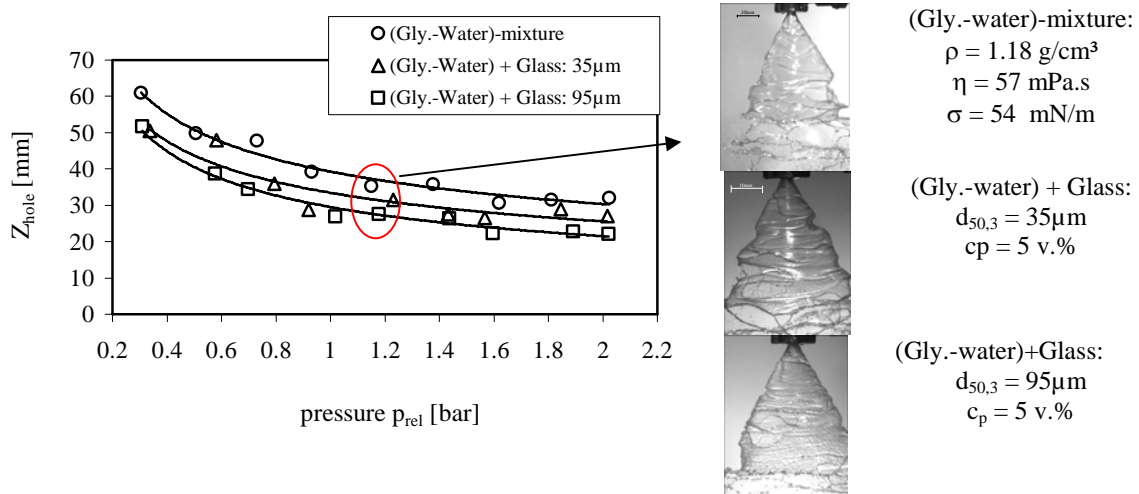 (Gly.-Water)-mixture
(Gly.-Water) + Glass: 35µm
(Gly.-Water) + Glass: 95µm
Z_hole [mm]
70
60
50
40
30
20
10
0
0.2 0.4 0.6 0.8 1 1.2 1.4 1.6 1.8 2 2.2
pressure p_rel [bar]
10mm
(Gly.-water)-mixture:
ρ = 1.18 g/cm³
η = 57 mPa.s
σ = 54 mN/m
10mm
(Gly.-water) + Glass:
d_50,3 = 35µm
cp = 5 v.%
(Gly.-water)+Glass:
d_50,3 = 95µm
c_p = 5 v.%